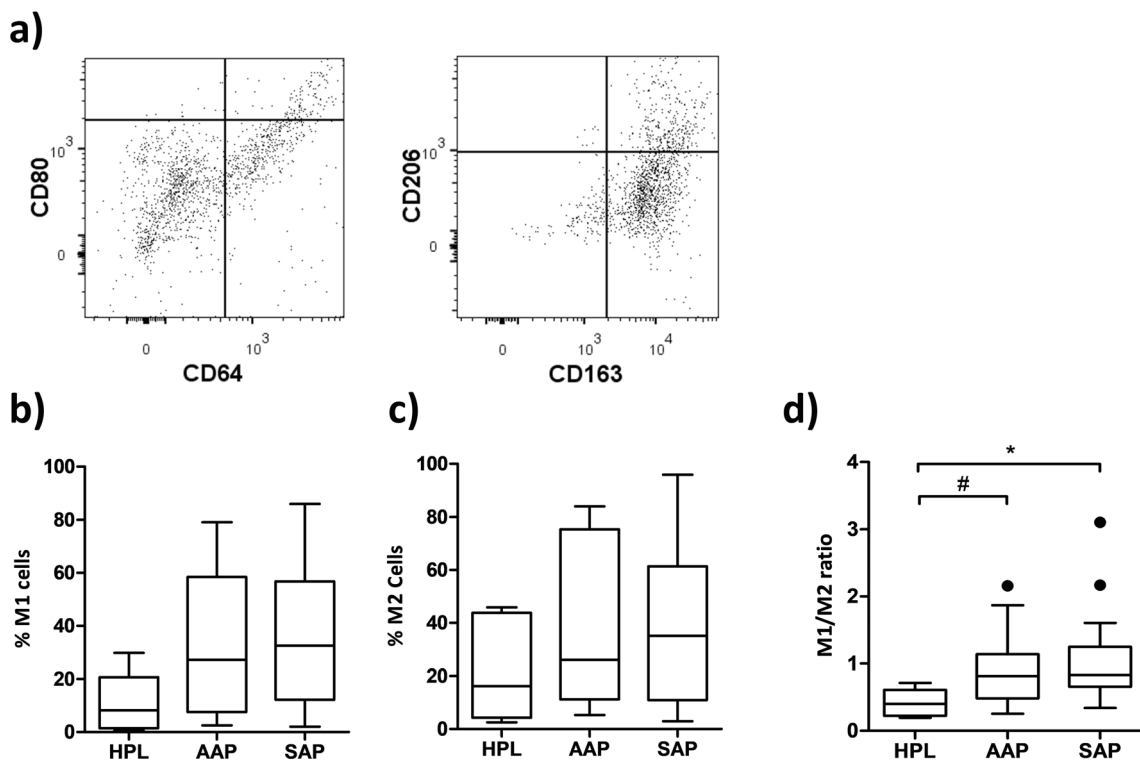 a)
CD80
10³
0
0
10³
CD64
CD206
10³
0
0
10³
10⁴
CD163
b)
% M1 cells
100
80
60
40
20
0
HPL AAP SAP
c)
% M2 Cells
100
80
60
40
20
0
HPL AAP SAP
d)
M1/M2 ratio
4
3
2
1
0
*
#
HPL AAP SAP